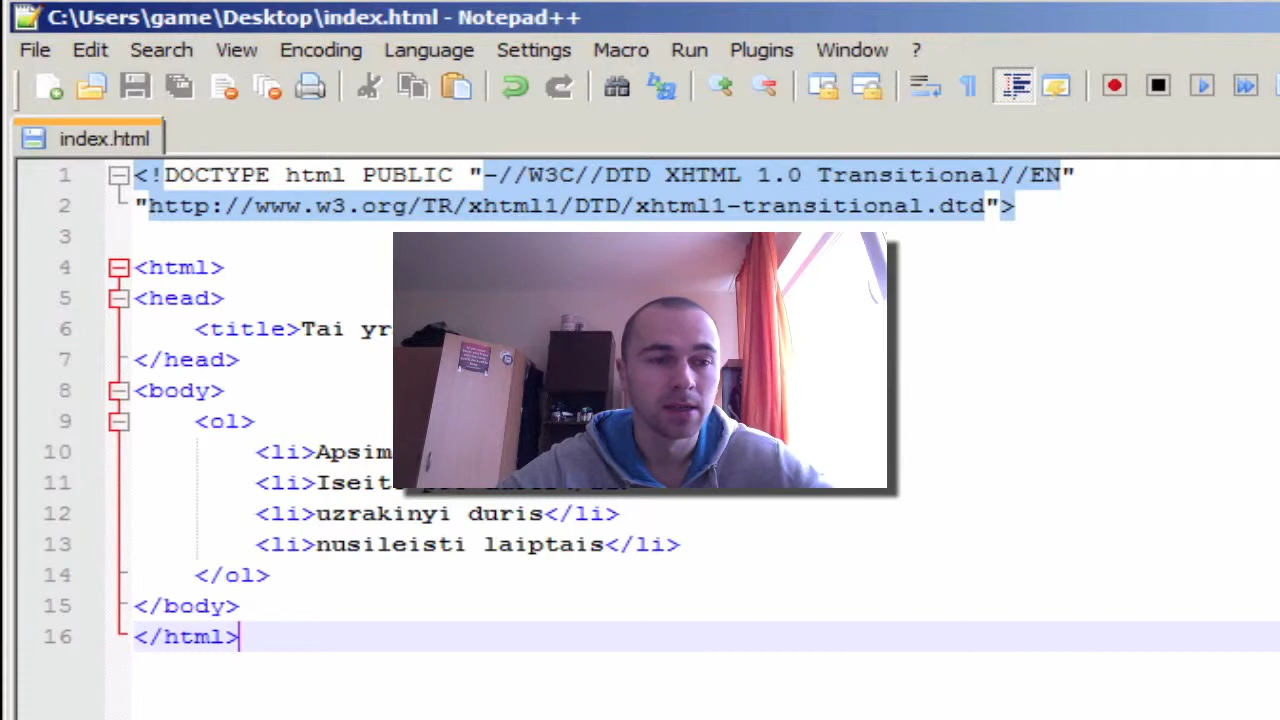 C:\Users\game\Desktop\index.html - Notepad++
File Edit Search View Encoding Language Settings Macro Run Plugins Window ?
index.html
1 <!DOCTYPE html PUBLIC "-//W3C//DTD XHTML 1.0 Transitional//EN"
2 "http://www.w3.org/TR/xhtml1/DTD/xhtml1-transitional.dtd">
3
4 <html>
5 <head>
6 <title>Tai yr
7 </head>
8 <body>
9 <ol>
10 <li>Apsim
11 <li>Iseit
12 <li>uzrakinyi duris</li>
13 <li>nusileisti laiptais</li>
14 </ol>
15 </body>
16 </html>